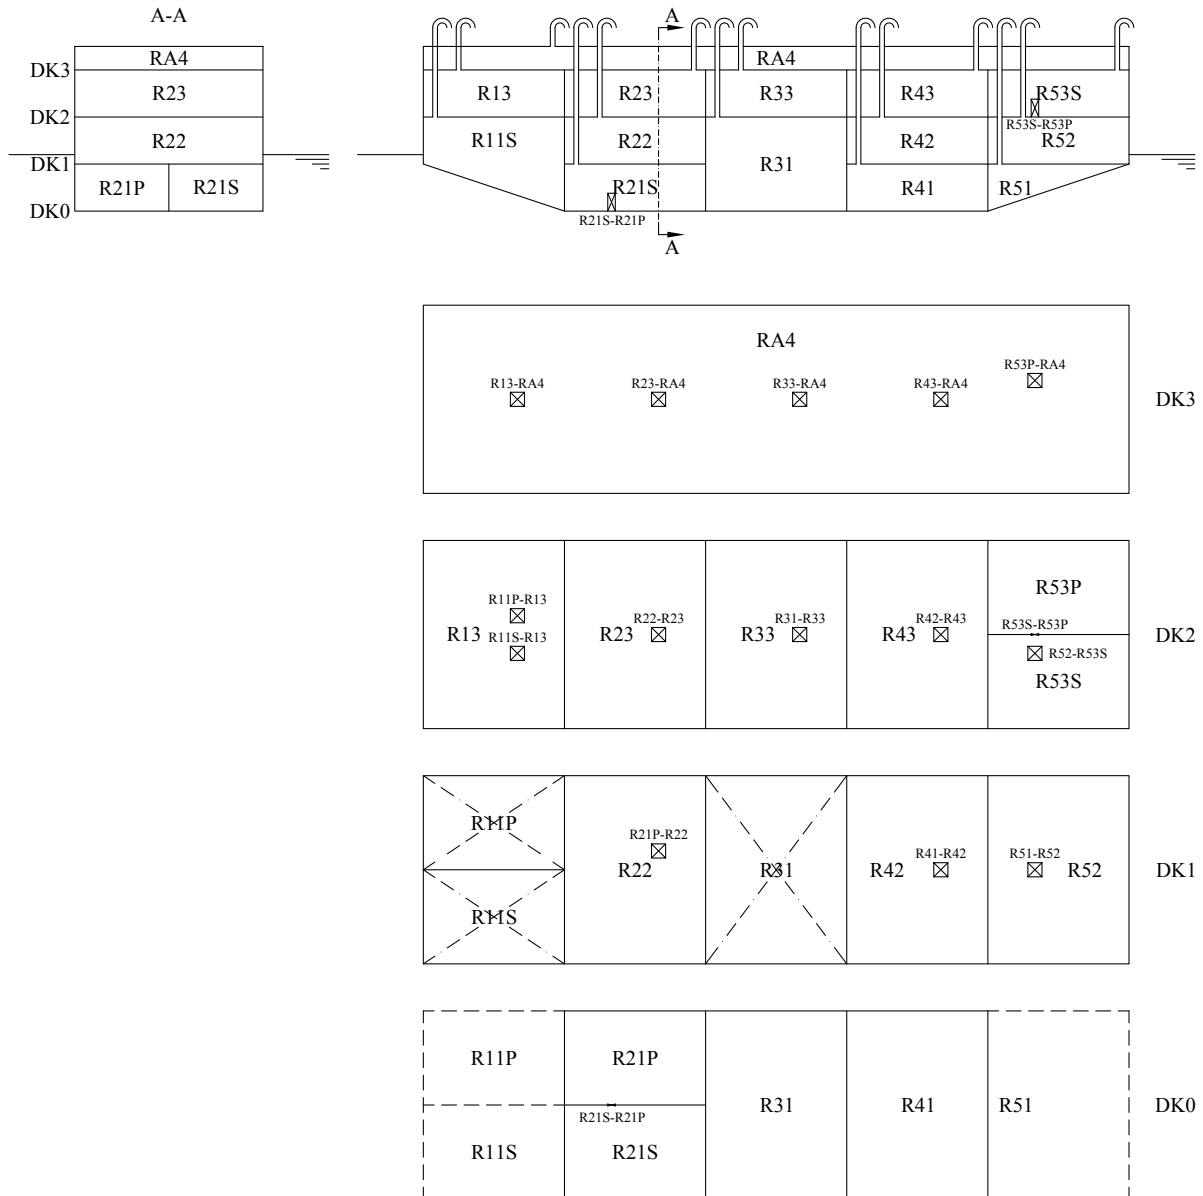 A-A
RA4
DK3
R23
DK2
R22
DK1
R21P R21S
DK0
A
RA4
R13 R23 R33 R43 R53S
R53S-R53P
R11S R22 R31 R42 R52
R21S R41 R51
R21S-R21P
A
RA4
R53P-RA4
R13-RA4 R23-RA4 R33-RA4 R43-RA4
DK3
R53P
R11P-R13
R22-R23 R31-R33 R42-R43 R53S-R53P
R13 R23 R33 R43 DK2
R11S-R13
R52-R53S
R53S
R11P
R21P-R22
R41-R42 R51-R52
R22 R31 R42 R52 DK1
R11S
R11P R21P
R31 R41 R51 DK0
R21S-R21P
R11S R21S